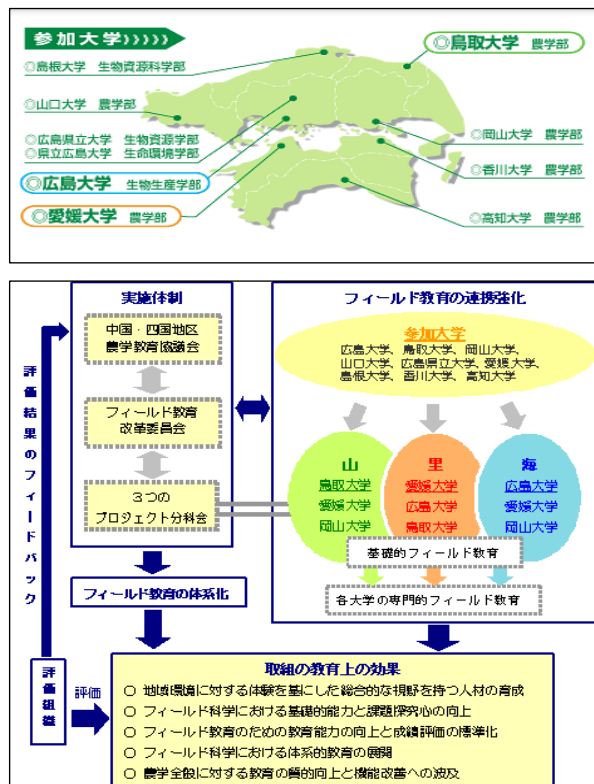 参加大学
◎鳥取大学 農学部
◎島根大学 生物資源科学部
◎山口大学 農学部
◎広島県立大学 生物資源学部
◎県立広島大学 生命環境学部
◎広島大学 生物生産学部
◎愛媛大学 農学部
◎岡山大学 農学部
◎香川大学 農学部
◎高知大学 農学部
実施体制
中国・四国地区
農学教育協議会
フィールド教育
改革委員会
3つの
プロジェクト分科会
フィールド教育の体系化
評価結果のフィードバック
評価組織
評価
フィールド教育の連携強化
参加大学
広島大学、鳥取大学、岡山大学、
山口大学、広島県立大学、愛媛大学、
島根大学、香川大学、高知大学
山
鳥取大学
愛媛大学
岡山大学
里
愛媛大学
広島大学
鳥取大学
海
広島大学
愛媛大学
岡山大学
基礎的フィールド教育
各大学の専門的フィールド教育
取組の教育上の効果
○ 地域環境に対する体験を基にした総合的な視野を持つ人材の育成
○ フィールド科学における基礎的能力と課題探究心の向上
○ フィールド教育のための教育能力の向上と成績評価の標準化
○ フィールド科学における体系的教育の展開
○ 農学全般に対する教育の質的向上と機能改善への波及